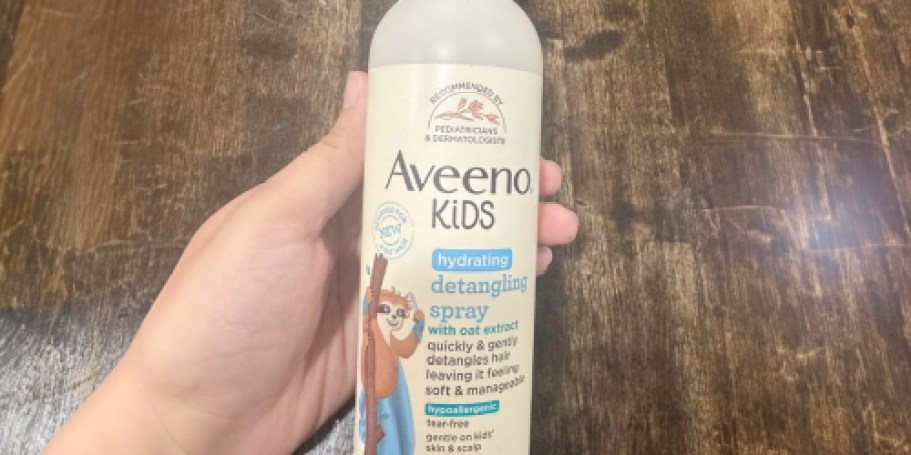 RECOMMENDED BY
PEDIATRICIANS
& DERMATOLOGISTS
Aveeno®
KiDS
NEW
hydrating
detangling
spray
with oat extract
quickly & gently
detangles hair
leaving it feeling
soft & manageable
hypoallergenic
tear-free
gentle on kids'
skin & scalp